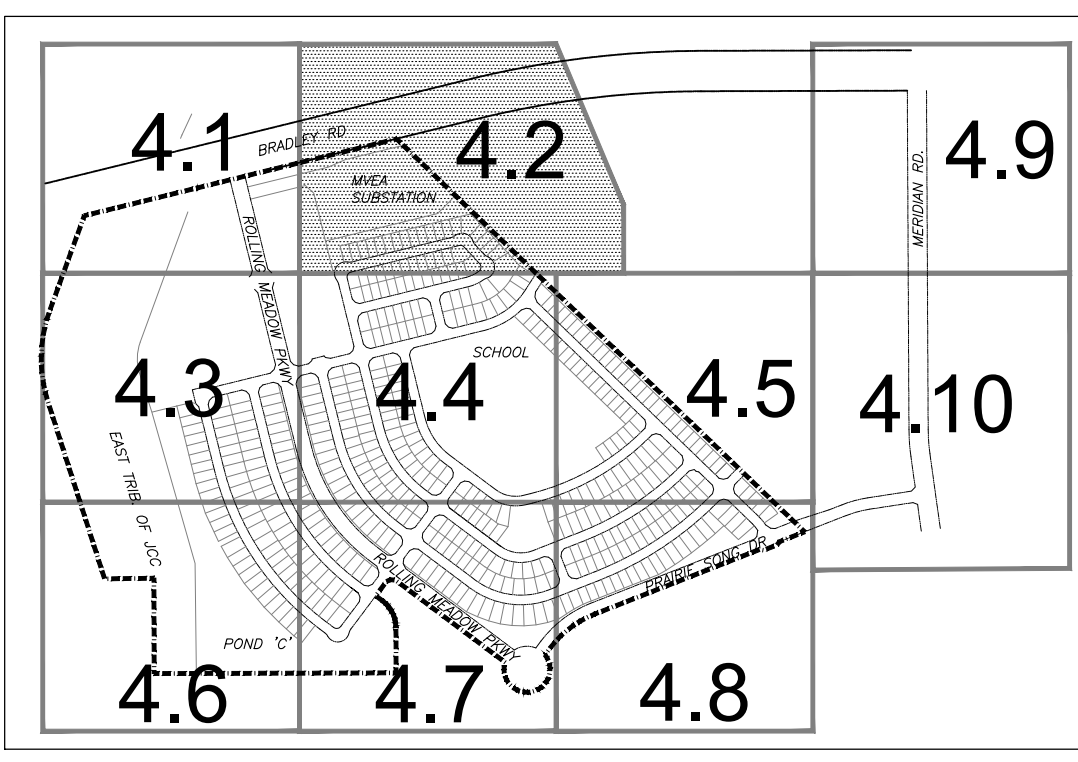 4.1
BRADLEY RD
4.2
4.9
MVEA
SUBSTATION
MERIDIAN RD.
ROLLING MEADOW PKWY
SCHOOL
4.3
4.4
4.5
4.10
EAST TRIB. OF JCC
ROLLING MEADOW PKWY
PRAIRIE SONG DR
POND 'C'
4.6
4.7
4.8